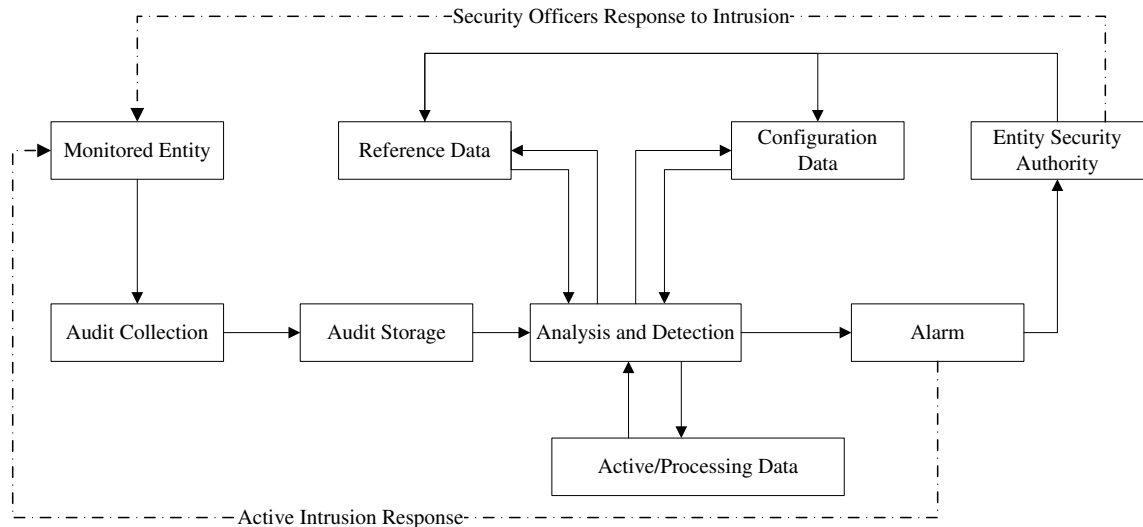 Security Officers Response to Intrusion
Monitored Entity
Reference Data
Configuration
Data
Entity Security
Authority
Audit Collection
Audit Storage
Analysis and Detection
Alarm
Active/Processing Data
Active Intrusion Response